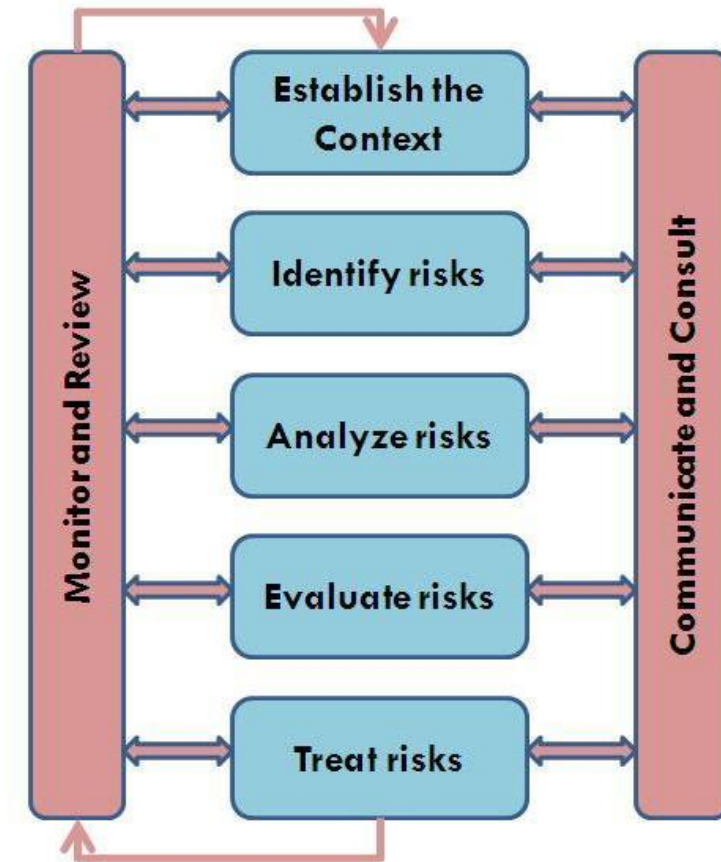 Monitor and Review
Establish the
Context
Identify risks
Analyze risks
Evaluate risks
Treat risks
Communicate and Consult